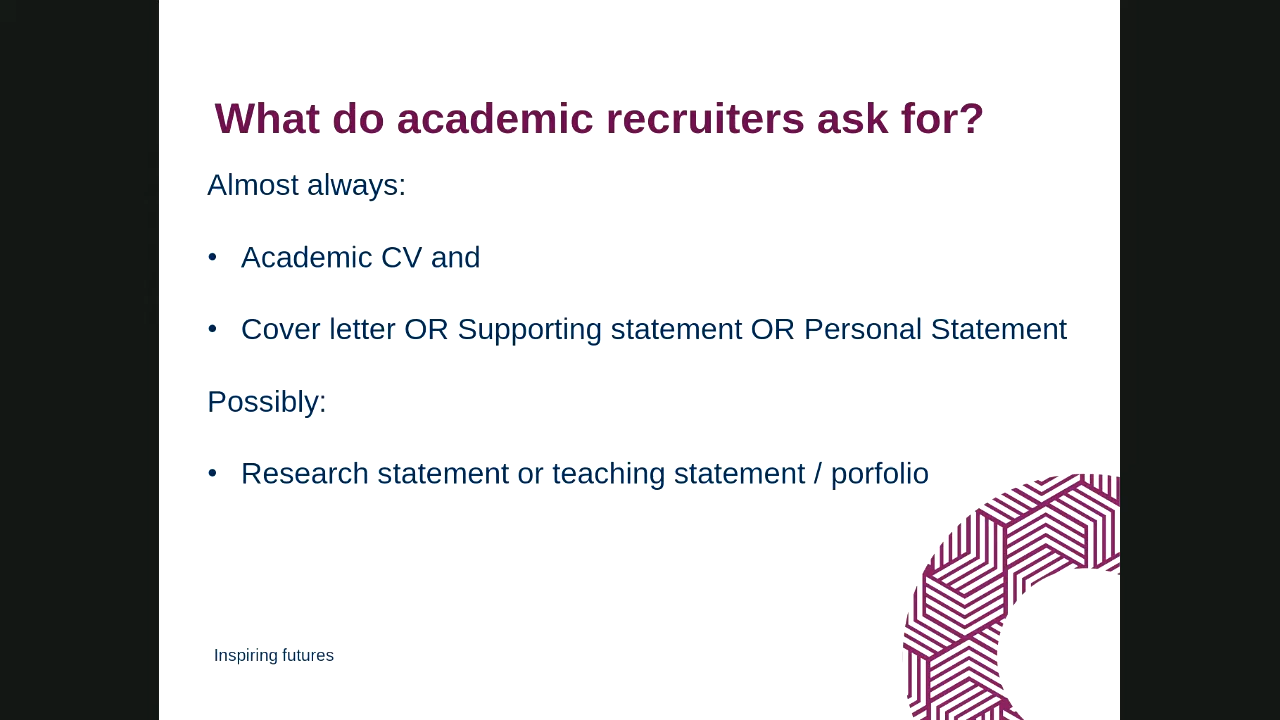 What do academic recruiters ask for?
Almost always:
• Academic CV and
• Cover letter OR Supporting statement OR Personal Statement
Possibly:
• Research statement or teaching statement / porfolio
Inspiring futures